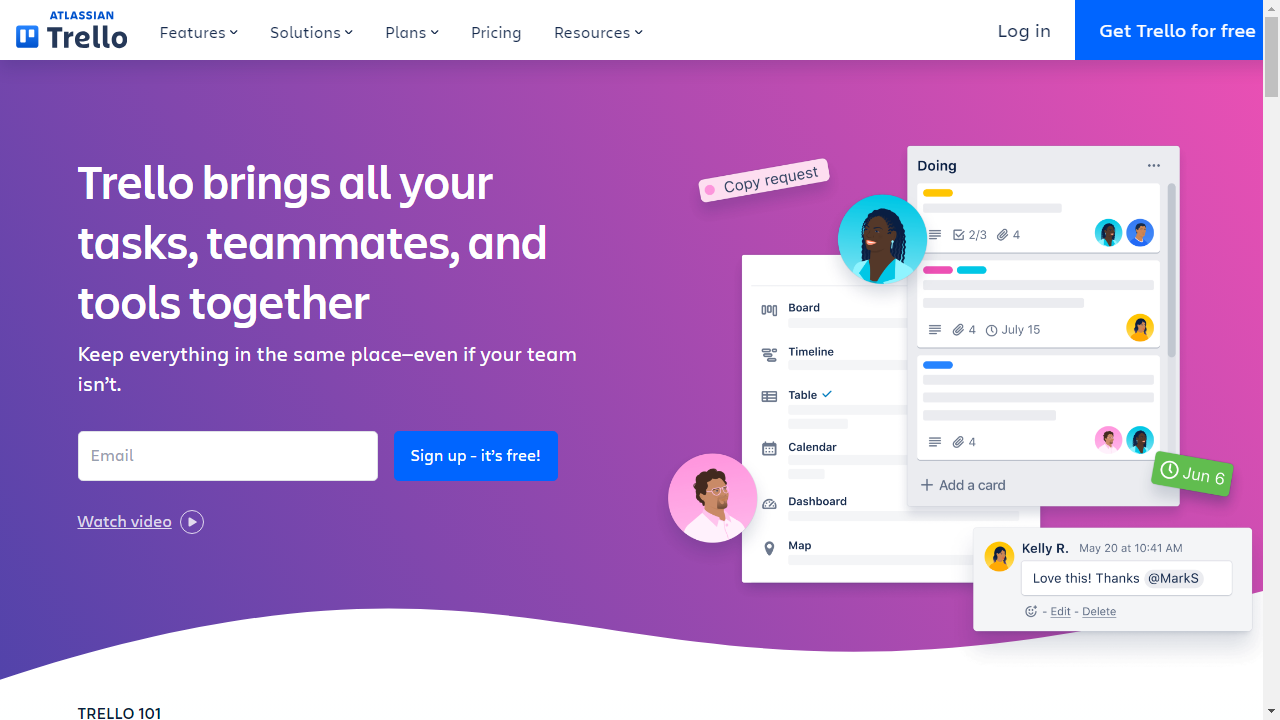 ATLASSIAN
Trello
Features
Solutions
Plans
Pricing
Resources
Log in
Get Trello for free
Trello brings all your
tasks, teammates, and
tools together
Keep everything in the same place—even if your team
isn't.
Email
Sign up - it's free!
Watch video
Copy request
Doing
2/3
4
4
July 15
4
Add a card
Jun 6
Board
Timeline
Table
Calendar
Dashboard
Map
Kelly R. May 20 at 10:41 AM
Love this! Thanks @MarkS
- Edit - Delete
TRELLO 101